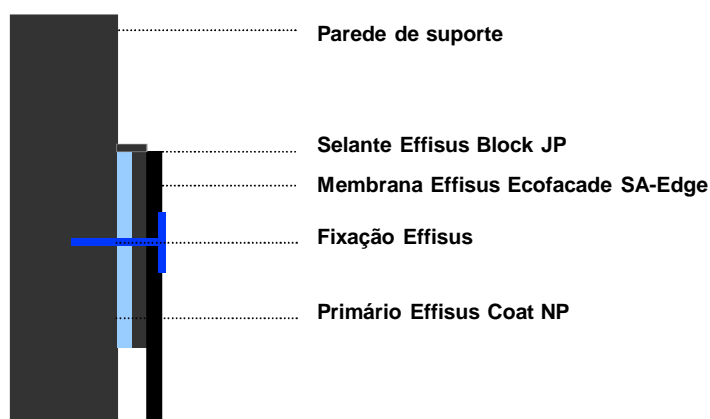 Parede de suporte
Selante Effisus Block JP
Membrana Effisus Ecofacade SA-Edge
Fixação Effisus
Primário Effisus Coat NP